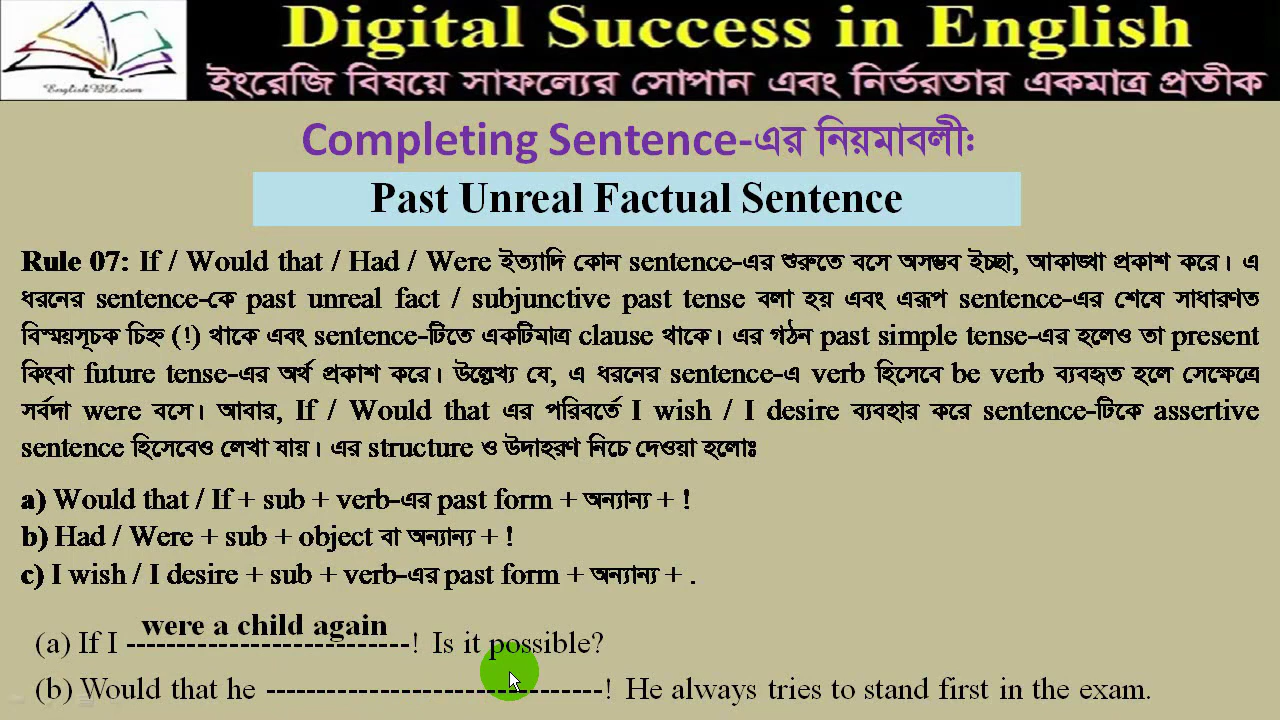 Digital Success in English
ইংরেজি বিষয়ে সাফল্যের সোপান এবং নির্ভরতার একমাত্র প্রতীক
EnglishBD.com
Completing Sentence-এর নিয়মাবলীঃ
Past Unreal Factual Sentence
Rule 07: If / Would that / Had / Were ইত্যাদি কোন sentence-এর শুরুতে বসে অসম্ভব ইচ্ছা, আকাঙ্খা প্রকাশ করে। এ
ধরনের sentence-কে past unreal fact / subjunctive past tense বলা হয় এবং এরূপ sentence-এর শেষে সাধারণত
বিস্ময়সূচক চিহ্ন (!) থাকে এবং sentence-টিতে একটিমাত্র clause থাকে। এর গঠন past simple tense-এর হলেও তা present
কিংবা future tense-এর অর্থ প্রকাশ করে। উল্লেখ্য যে, এ ধরনের sentence-এ verb হিসেবে be verb ব্যবহৃত হলে সেক্ষেত্রে
সর্বদা were বসে। আবার, If / Would that এর পরিবর্তে I wish / I desire ব্যবহার করে sentence-টিকে assertive
sentence হিসেবেও লেখা যায়। এর structure ও উদাহরণ নিচে দেওয়া হলোঃ
a) Would that / If + sub + verb-এর past form + অন্যান্য + !
b) Had / Were + sub + object বা অন্যান্য + !
c) I wish / I desire + sub + verb-এর past form + অন্যান্য + .
were a child again
(a) If I ----------------------------! Is it possible?
(b) Would that he ---------------------------------! He always tries to stand first in the exam.